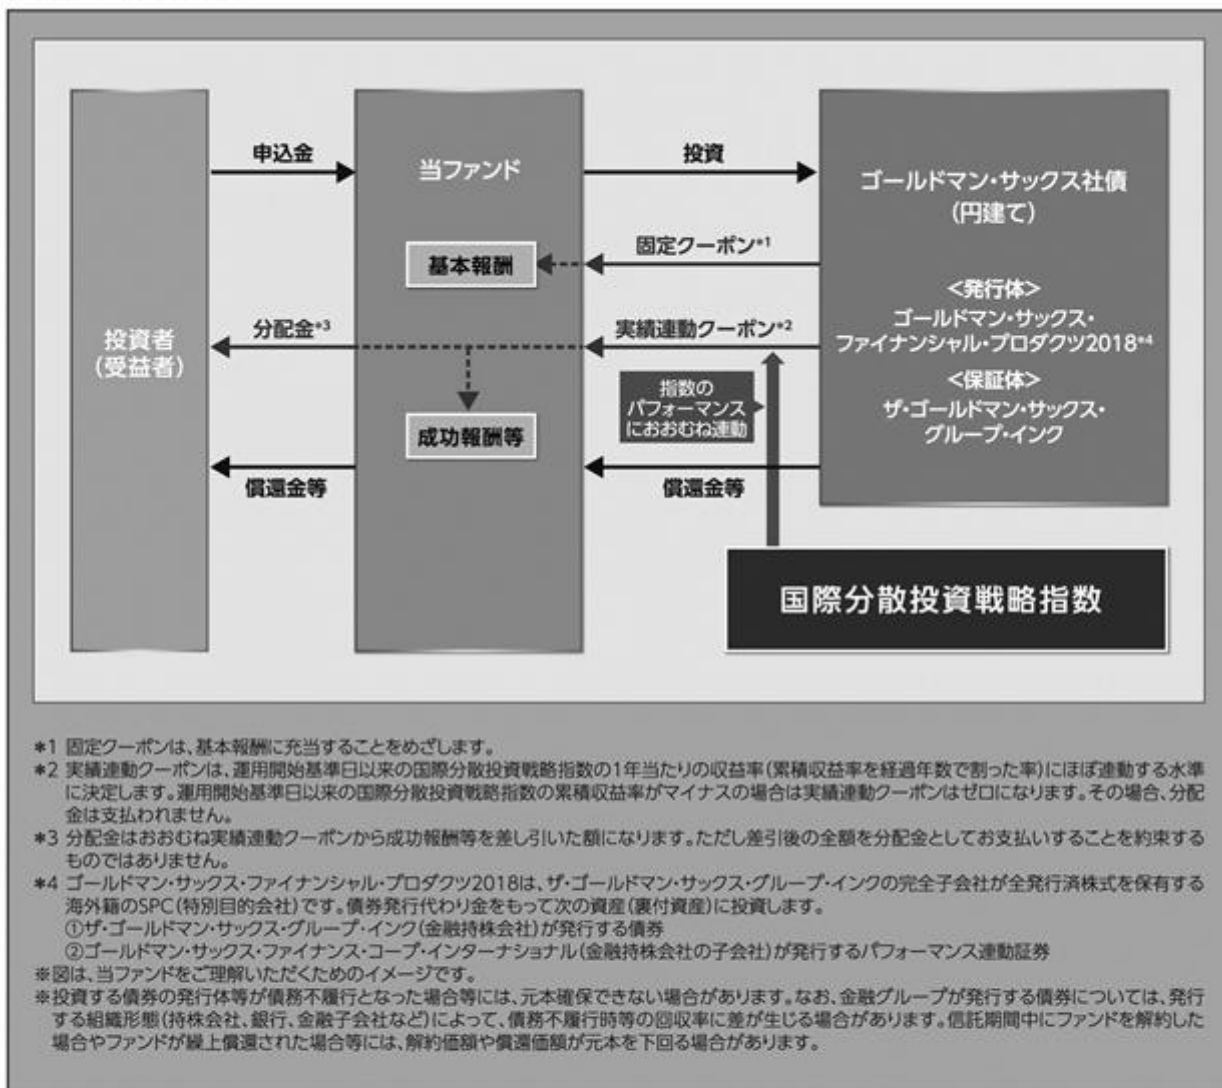 申込金
投資
当ファンド
ゴールドマン・サックス社債
（円建て）
固定クーポン*1
基本報酬
<発行体>
分配金*3
実績連動クーポン*2
ゴールドマン・サックス・
ファイナンシャル・プロダクツ2018*4
投資者
（受益者）
<保証体>
指数の
パフォーマンス
におおむね連動
ザ・ゴールドマン・サックス・
グループ・インク
成功報酬等
償還金等
償還金等
国際分散投資戦略指数
*1 固定クーポンは、基本報酬に充当することをめざします。
*2 実績連動クーポンは、運用開始基準日以来の国際分散投資戦略指数の1年当たりの収益率（累積収益率を経過年数で割った率）にほぼ連動する水準
に決定します。運用開始基準日以来の国際分散投資戦略指数の累積収益率がマイナスの場合は実績連動クーポンはゼロになります。その場合、分配
金は支払われません。
*3 分配金はおおむね実績連動クーポンから成功報酬等を差し引いた額になります。ただし差引後の全額を分配金としてお支払いすることを約束する
ものではありません。
*4 ゴールドマン・サックス・ファイナンシャル・プロダクツ2018は、ザ・ゴールドマン・サックス・グループ・インクの完全子会社が全発行済株式を保有する
海外籍のSPC（特別目的会社）です。債券発行代わり金をもって次の資産（裏付資産）に投資します。
①ザ・ゴールドマン・サックス・グループ・インク（金融持株会社）が発行する債券
②ゴールドマン・サックス・ファイナンス・コープ・インターナショナル（金融持株会社の子会社）が発行するパフォーマンス連動証券
※図は、当ファンドをご理解いただくためのイメージです。
※投資する債券の発行体等が債務不履行となった場合等には、元本確保できない場合があります。なお、金融グループが発行する債券については、発行
する組織形態（持株会社、銀行、金融子会社など）によって、債務不履行時等の回収率に差が生じる場合があります。信託期間中にファンドを解約した
場合やファンドが繰上償還された場合等には、解約価額や償還価額が元本を下回る場合があります。